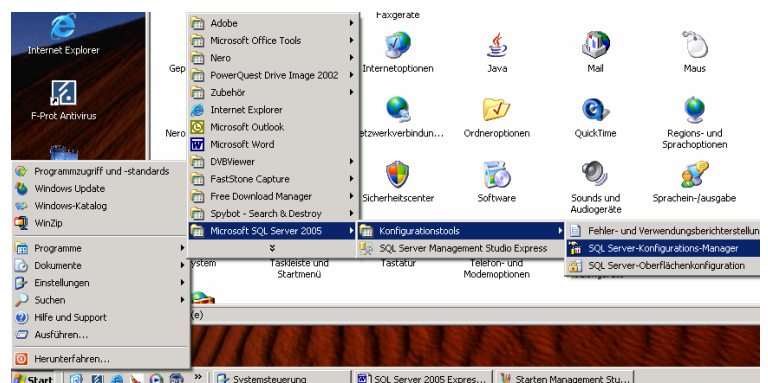 Internet Explorer
F-Prot Antivirus
Programmzugriff und -standards
Windows Update
Windows-Katalog
WinZip
Programme
Dokumente
Einstellungen
Suchen
Hilfe und Support
Ausführen...
Herunterfahren...
Adobe
Microsoft Office Tools
Nero
PowerQuest Drive Image 2002
Zubehör
Internet Explorer
Microsoft Outlook
Microsoft Word
DVBViewer
FastStone Capture
Free Download Manager
Spybot - Search & Destroy
Microsoft SQL Server 2005
Konfigurationstools
SQL Server Management Studio Express
Fehler- und Verwendungsberichterstellun
SQL Server-Konfigurations-Manager
SQL Server-Oberflächenkonfiguration
Faxgeräte
Gep
Internetoptionen
Java
Mail
Maus
Nero
etzwerkverbindun...
Ordneroptionen
QuickTime
Regions- und
Sprachoptionen
Sicherheitscenter
Software
Sounds und
Audiogeräte
Sprachein-/ausgabe
ystem
Taskleiste und
Startmenü
Tastatur
Telefon- und
Modemoptionen
(e)
Start
»
Systemsteuerung
SQL Server 2005 Expres...
Starten Management Stu...